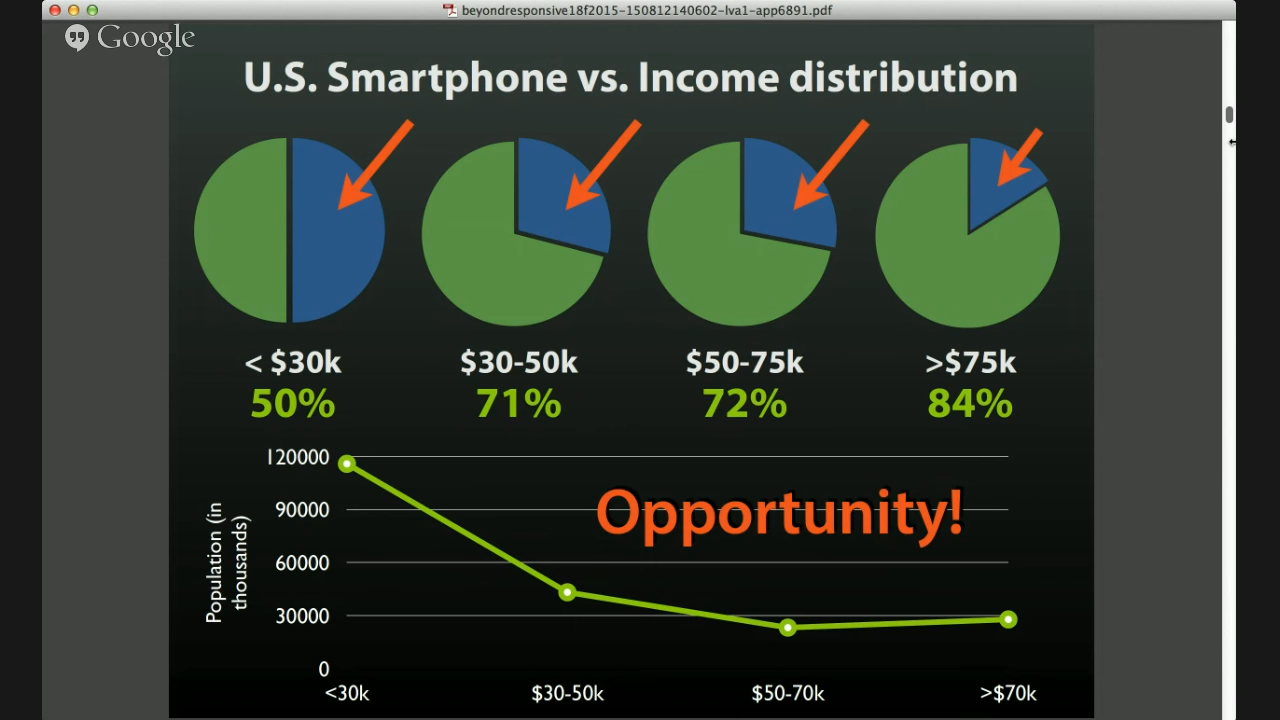 beyondresponsive18f2015-150812140602-lva1-app6891.pdf
Google
U.S. Smartphone vs. Income distribution
< $30k
$30-50k
$50-75k
>$75k
50%
71%
72%
84%
120000
90000
60000
30000
0
Population (in
thousands)
Opportunity!
<30k
$30-50k
$50-70k
>$70k